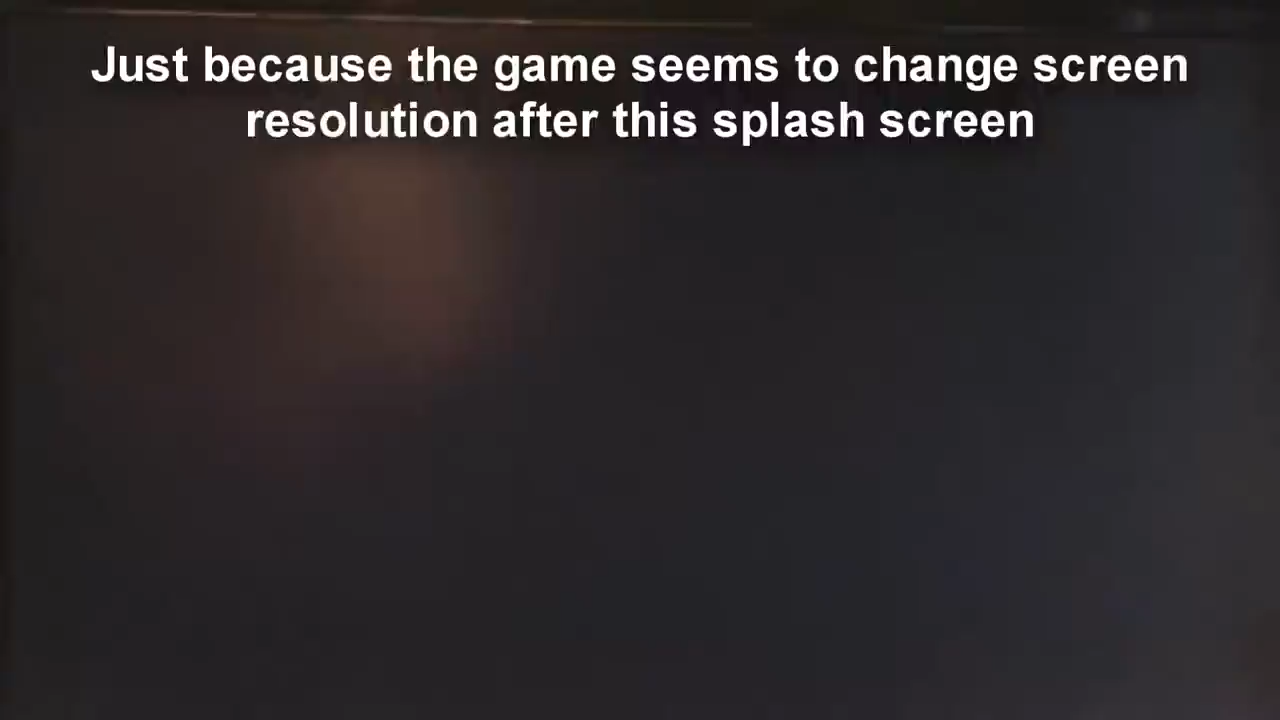 Just because the game seems to change screen
resolution after this splash screen